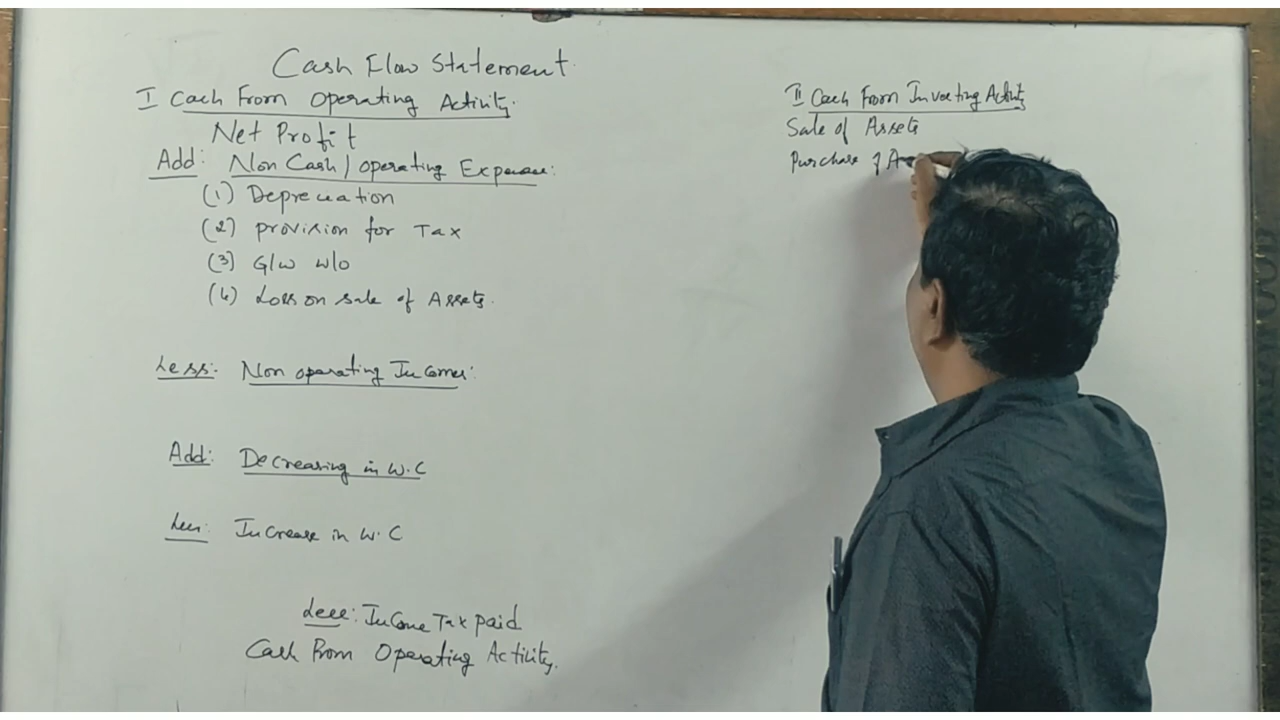 Cash Flow Statement
I Cash From Operating Activity.
Net Profit
Add: Non Cash / operating Expenses:
(1) Depreciation
(2) provision for Tax
(3) G/w w/o
(4) Loss on sale of Assets.
Less: Non operating Incomes:
Add: Decreasing in W.C
Less: Increase in W.C
Less: Income Tax paid
Cash From Operating Activity.
II Cash From Investing Activity
Sale of Assets
Purchase of